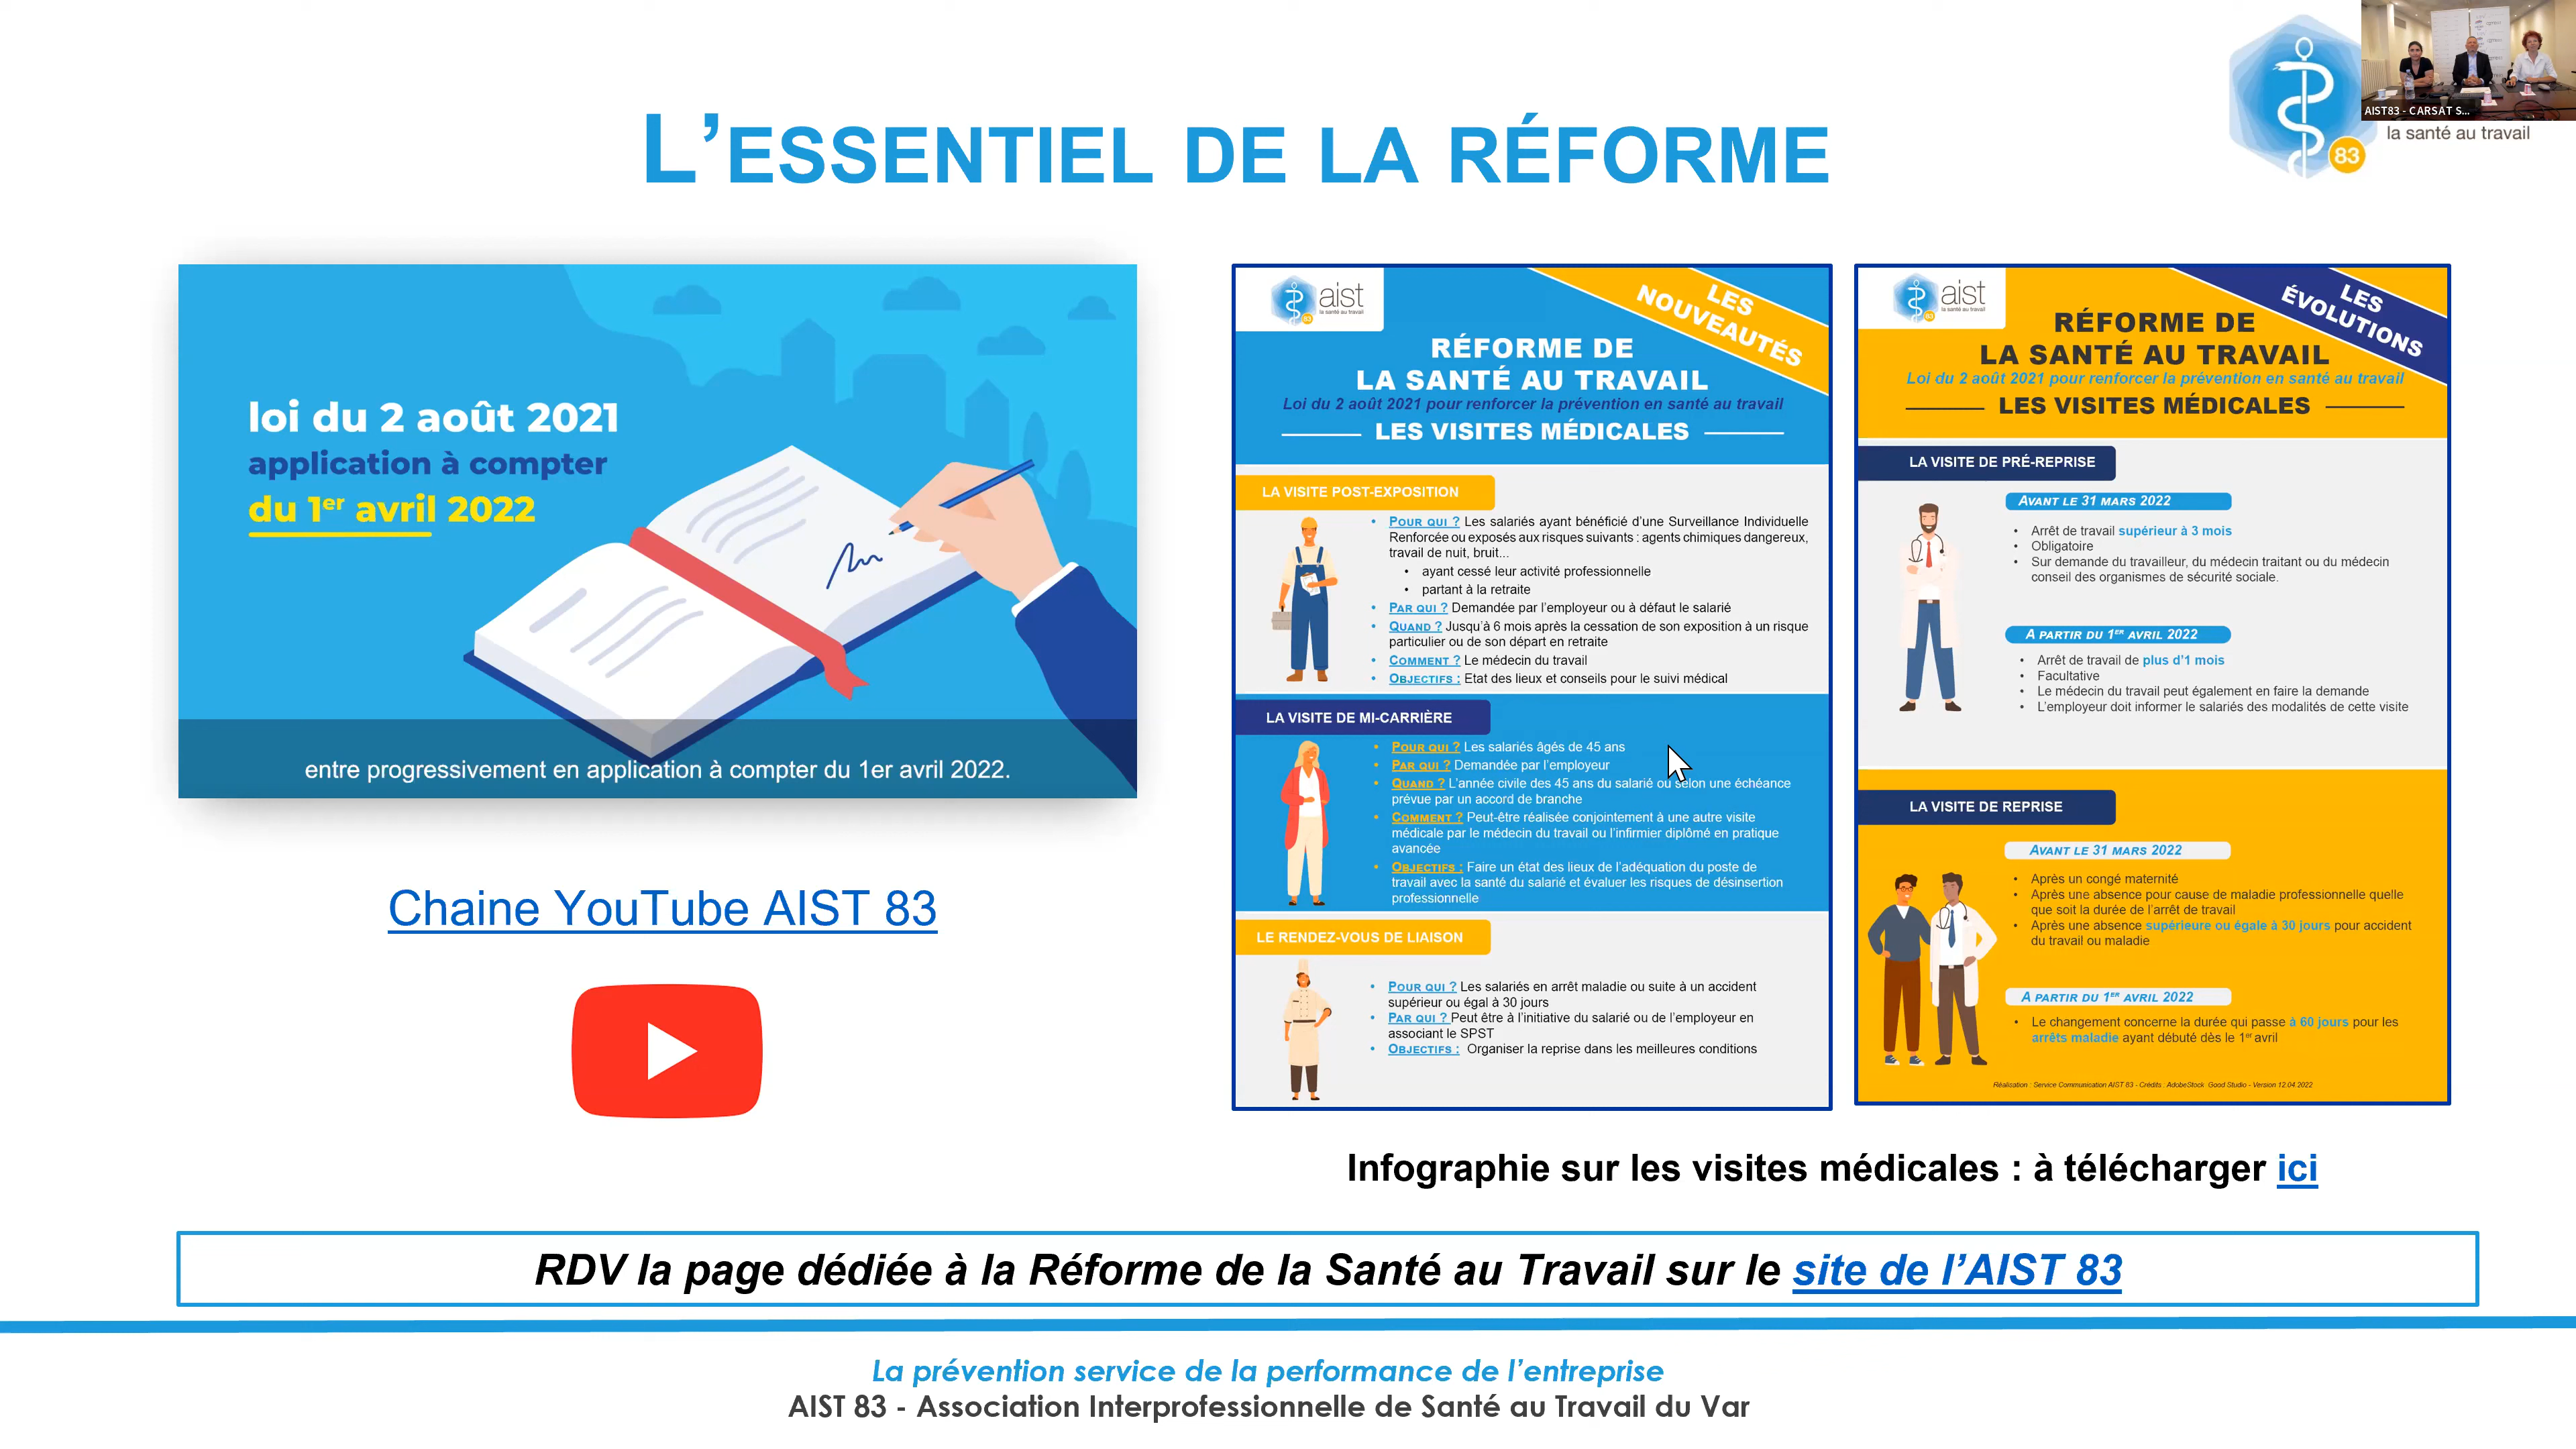 L'ESSENTIEL DE LA RÉFORME
83
la santé au travail
AIST83 - CARSAT S...
loi du 2 août 2021
application à compter
du 1er avril 2022
entre progressivement en application à compter du 1er avril 2022.
Chaine YouTube AIST 83
aist
la santé au travail
83
LES
NOUVEAUTÉS
RÉFORME DE
LA SANTÉ AU TRAVAIL
Loi du 2 août 2021 pour renforcer la prévention en santé au travail
LES VISITES MÉDICALES
LA VISITE POST-EXPOSITION
• POUR QUI ? Les salariés ayant bénéficié d'une Surveillance Individuelle
Renforcée ou exposés aux risques suivants : agents chimiques dangereux,
travail de nuit, bruit...
• ayant cessé leur activité professionnelle
• partant à la retraite
• PAR QUI ? Demandée par l'employeur ou à défaut le salarié
• QUAND ? Jusqu'à 6 mois après la cessation de son exposition à un risque
particulier ou de son départ en retraite
• COMMENT ? Le médecin du travail
• OBJECTIFS : Etat des lieux et conseils pour le suivi médical
LA VISITE DE MI-CARRIÈRE
• POUR QUI ? Les salariés âgés de 45 ans
• PAR QUI ? Demandée par l'employeur
• QUAND ? L'année civile des 45 ans du salarié ou selon une échéance
prévue par un accord de branche
• COMMENT ? Peut-être réalisée conjointement à une autre visite
médicale par le médecin du travail ou l'infirmier diplômé en pratique
avancée
• OBJECTIFS : Faire un état des lieux de l'adéquation du poste de
travail avec la santé du salarié et évaluer les risques de désinsertion
professionnelle
LE RENDEZ-VOUS DE LIAISON
• POUR QUI ? Les salariés en arrêt maladie ou suite à un accident
supérieur ou égal à 30 jours
• PAR QUI ? Peut être à l'initiative du salarié ou de l'employeur en
associant le SPST
• OBJECTIFS : Organiser la reprise dans les meilleures conditions
aist
la santé au travail
83
LES
ÉVOLUTIONS
RÉFORME DE
LA SANTÉ AU TRAVAIL
Loi du 2 août 2021 pour renforcer la prévention en santé au travail
LES VISITES MÉDICALES
LA VISITE DE PRÉ-REPRISE
AVANT LE 31 MARS 2022
• Arrêt de travail supérieur à 3 mois
• Obligatoire
• Sur demande du travailleur, du médecin traitant ou du médecin
conseil des organismes de sécurité sociale.
A PARTIR DU 1ER AVRIL 2022
• Arrêt de travail de plus d'1 mois
• Facultative
• Le médecin du travail peut également en faire la demande
• L'employeur doit informer le salariés des modalités de cette visite
LA VISITE DE REPRISE
AVANT LE 31 MARS 2022
• Après un congé maternité
• Après une absence pour cause de maladie professionnelle quelle
que soit la durée de l'arrêt de travail
• Après une absence supérieure ou égale à 30 jours pour accident
du travail ou maladie
A PARTIR DU 1ER AVRIL 2022
• Le changement concerne la durée qui passe à 60 jours pour les
arrêts maladie ayant débuté dès le 1er avril
Réalisation : Service Communication AIST 83 - Crédits : AdobeStock Good Studio - Version 12.04.2022
Infographie sur les visites médicales : à télécharger ici
RDV la page dédiée à la Réforme de la Santé au Travail sur le site de l'AIST 83
La prévention service de la performance de l'entreprise
AIST 83 - Association Interprofessionnelle de Santé au Travail du Var